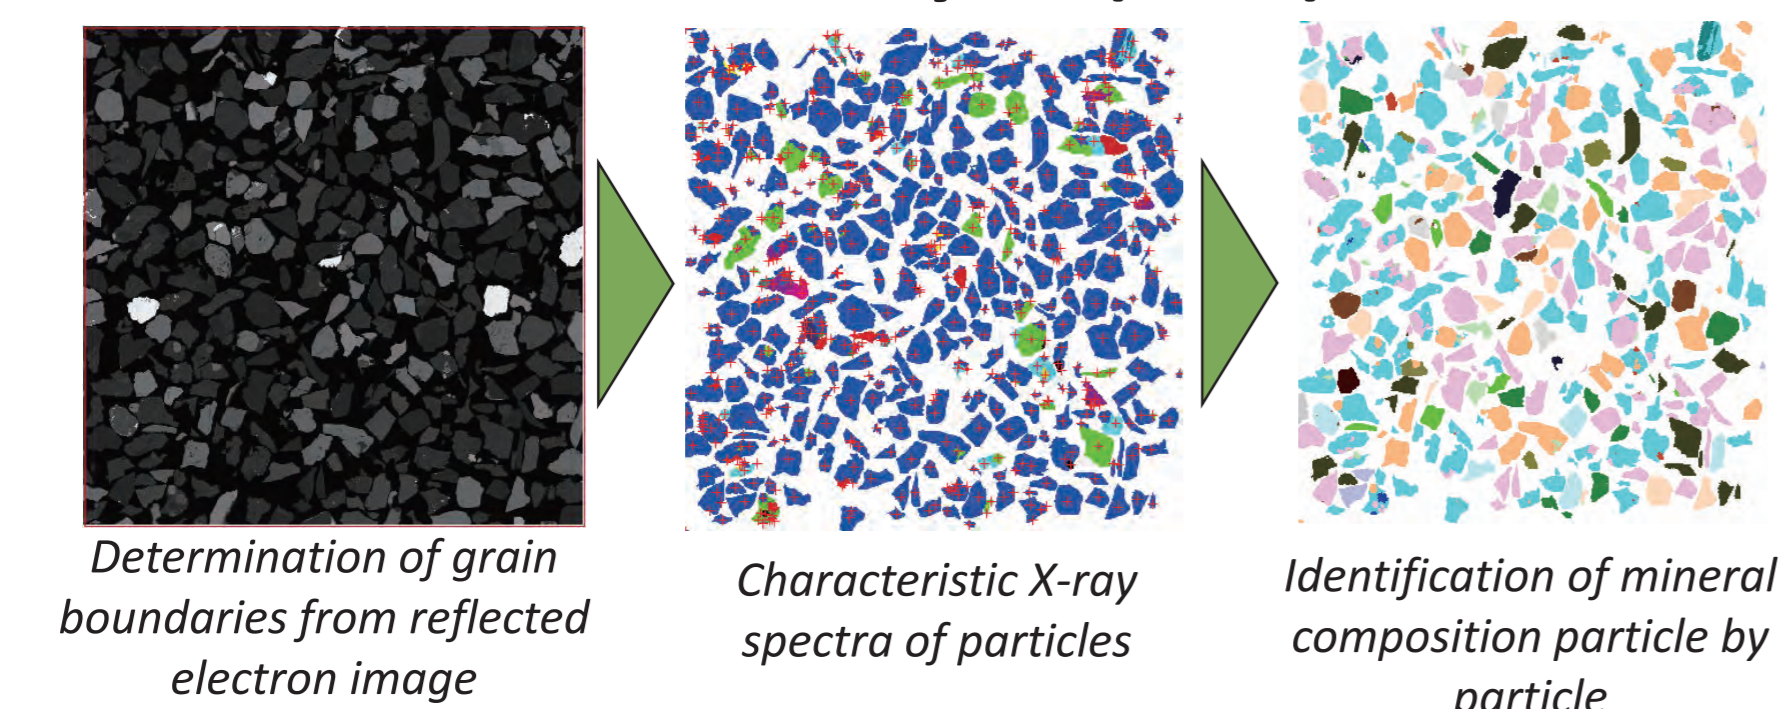 Determination of grain
boundaries from reflected
electron image
Characteristic X-ray
spectra of particles
Identification of mineral
composition particle by
particle